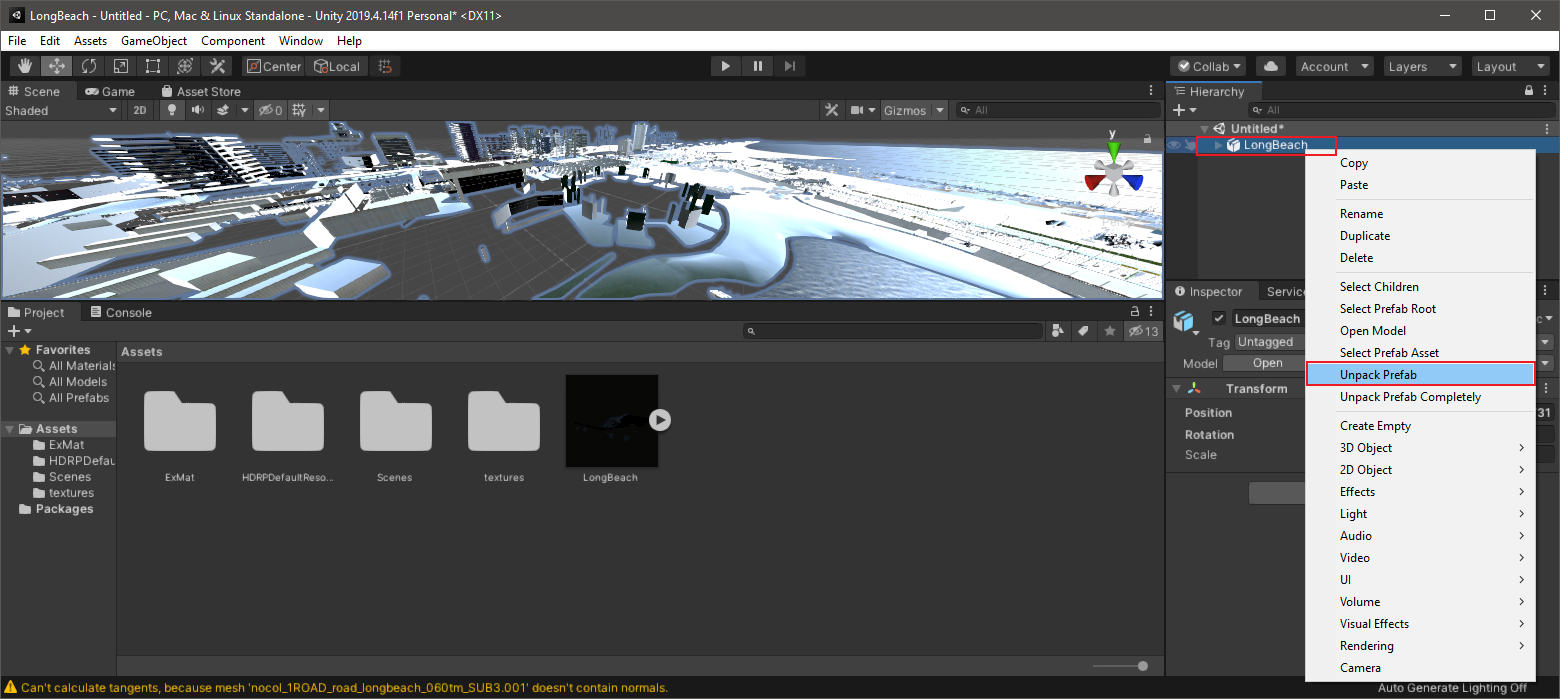 LongBeach - Untitled - PC, Mac & Linux Standalone - Unity 2019.4.14f1 Personal* <DX11>
File Edit Assets GameObject Component Window Help
Center Local Collab Account Layers Layout
Scene Game Asset Store
Shaded 2D 0 Gizmos All
y
Hierarchy
All
Untitled*
LongBeach
Copy
Paste
Rename
Duplicate
Delete
Select Children
Select Prefab Root
Open Model
Select Prefab Asset
Unpack Prefab
Unpack Prefab Completely
Create Empty
3D Object
2D Object
Effects
Light
Audio
Video
UI
Volume
Visual Effects
Rendering
Camera
Inspector Servic
LongBeach c
Tag Untagged
Model Open
Transform
Position 31
Rotation
Scale
Project Console
13
Favorites
All Materials
All Models
All Prefabs
Assets
ExMat
HDRPDefau
Scenes
textures
Packages
Assets
ExMat HDRPDefaultReso... Scenes textures LongBeach
Can't calculate tangents, because mesh 'nocol_1ROAD_road_longbeach_060tm_SUB3.001' doesn't contain normals.
Auto Generate Lighting Off